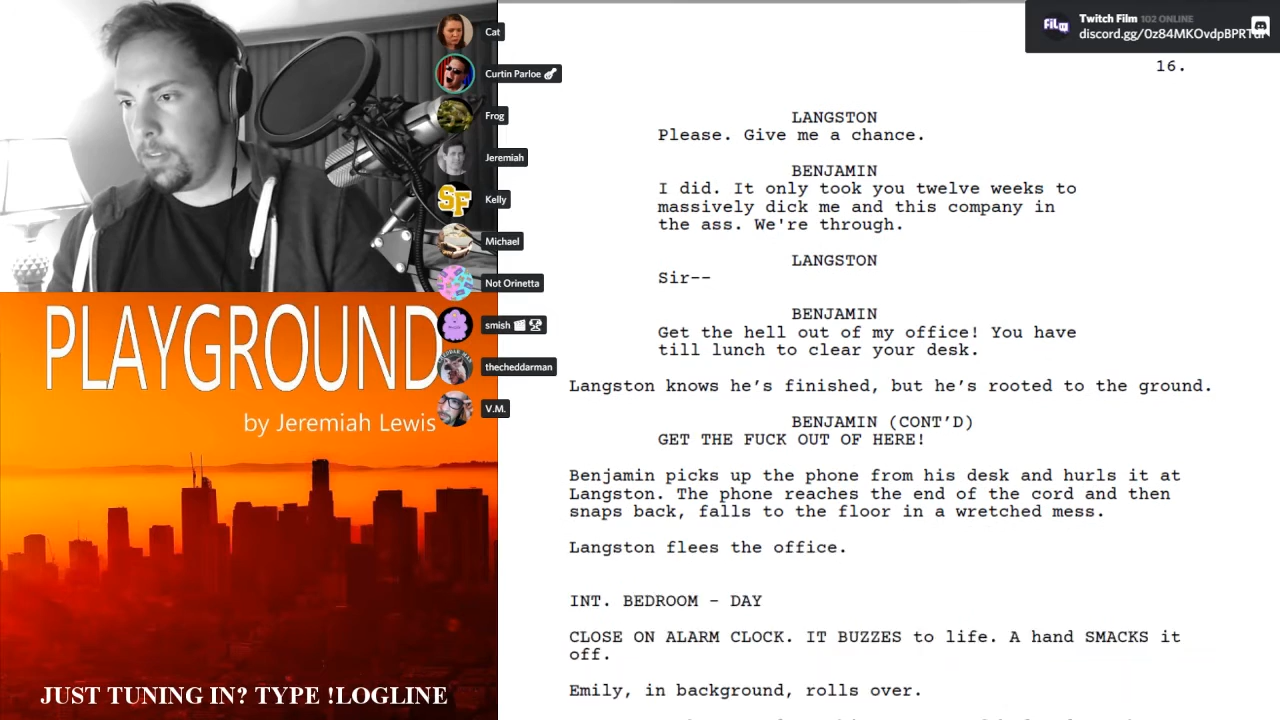 Cat
Curtin Parloe
Frog
Jeremiah
Kelly
SF
Michael
Not Orinetta
smish
thecheddarman
V.M.
PLAYGROUND
by Jeremiah Lewis
JUST TUNING IN? TYPE !LOGLINE
Film
Twitch Film 102 ONLINE
16.
LANGSTON
Please. Give me a chance.
BENJAMIN
I did. It only took you twelve weeks to
massively dick me and this company in
the ass. We're through.
LANGSTON
Sir--
BENJAMIN
Get the hell out of my office! You have
till lunch to clear your desk.
Langston knows he's finished, but he's rooted to the ground.
BENJAMIN (CONT'D)
GET THE FUCK OUT OF HERE!
Benjamin picks up the phone from his desk and hurls it at
Langston. The phone reaches the end of the cord and then
snaps back, falls to the floor in a wretched mess.
Langston flees the office.
INT. BEDROOM - DAY
CLOSE ON ALARM CLOCK. IT BUZZES to life. A hand SMACKS it
off.
Emily, in background, rolls over.